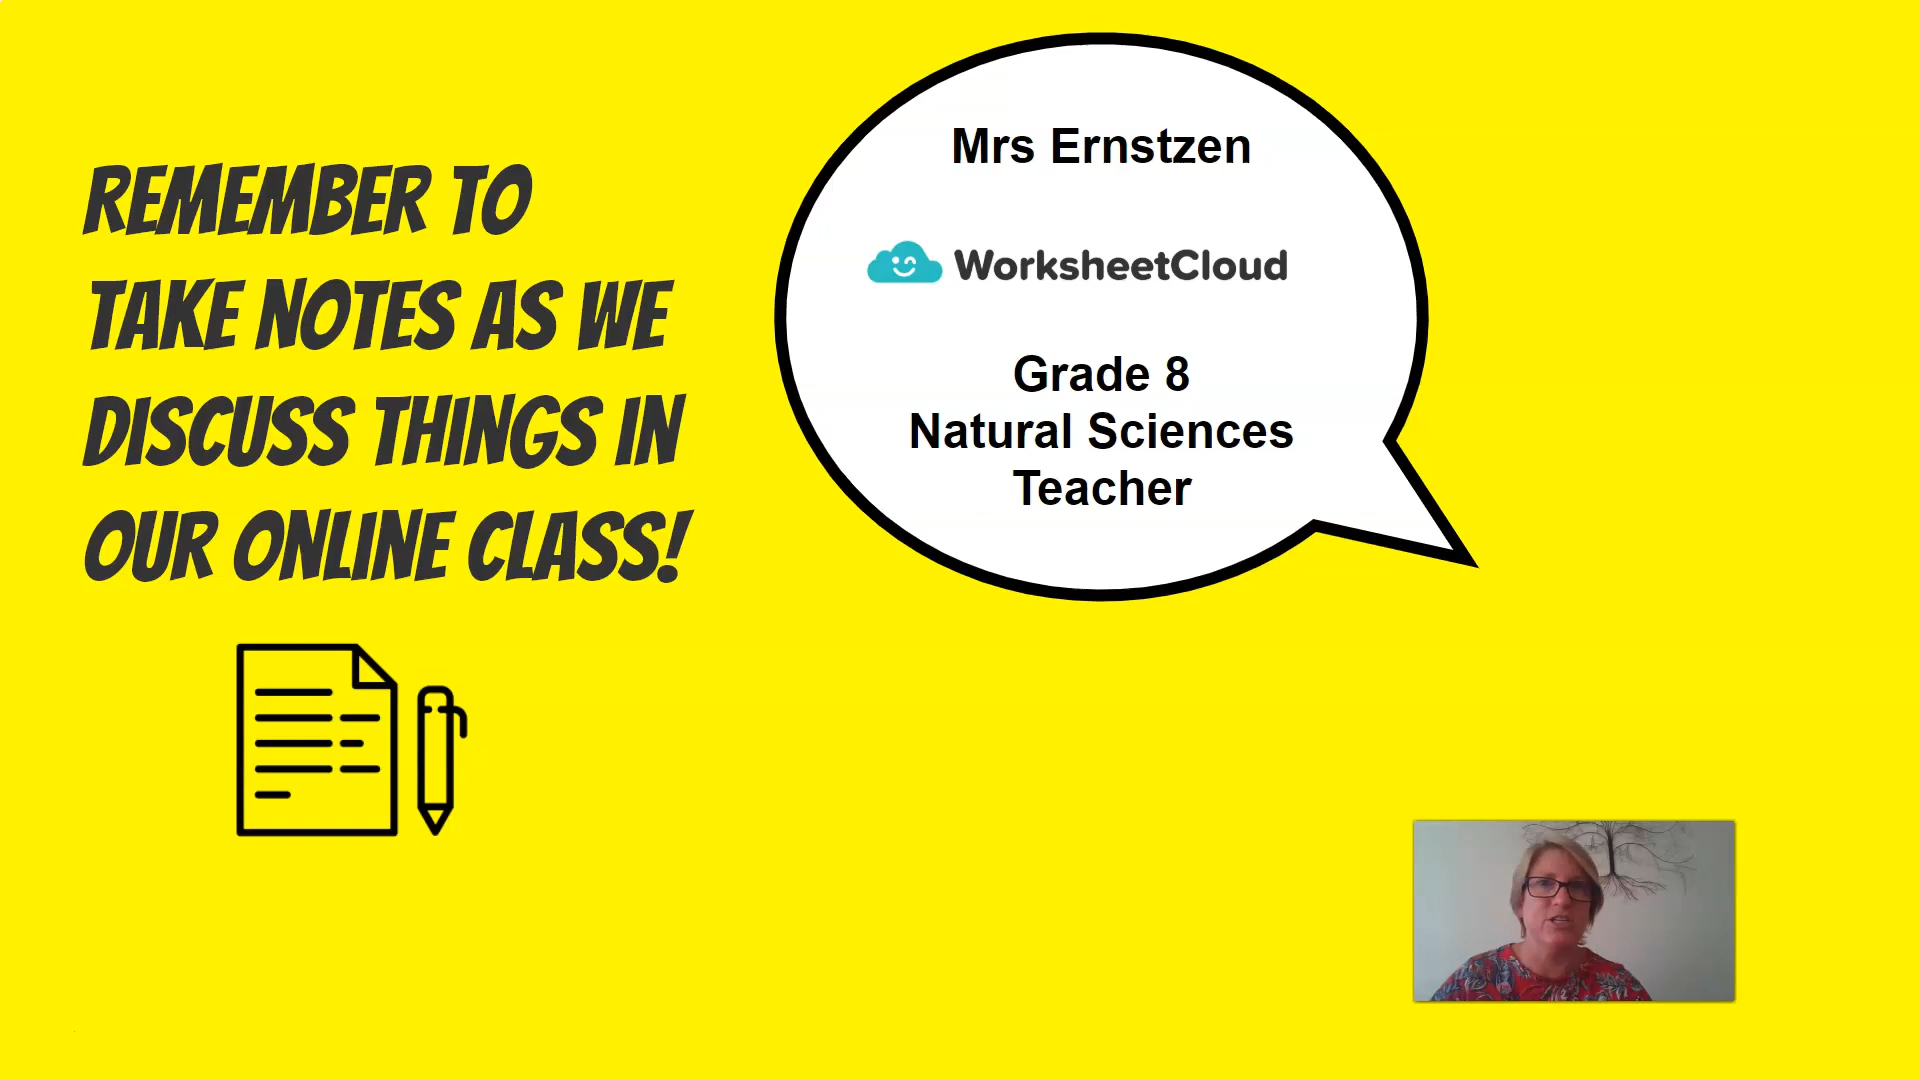 REMEMBER TO
TAKE NOTES AS WE
DISCUSS THINGS IN
OUR ONLINE CLASS!
Mrs Ernstzen
WorksheetCloud
Grade 8
Natural Sciences
Teacher